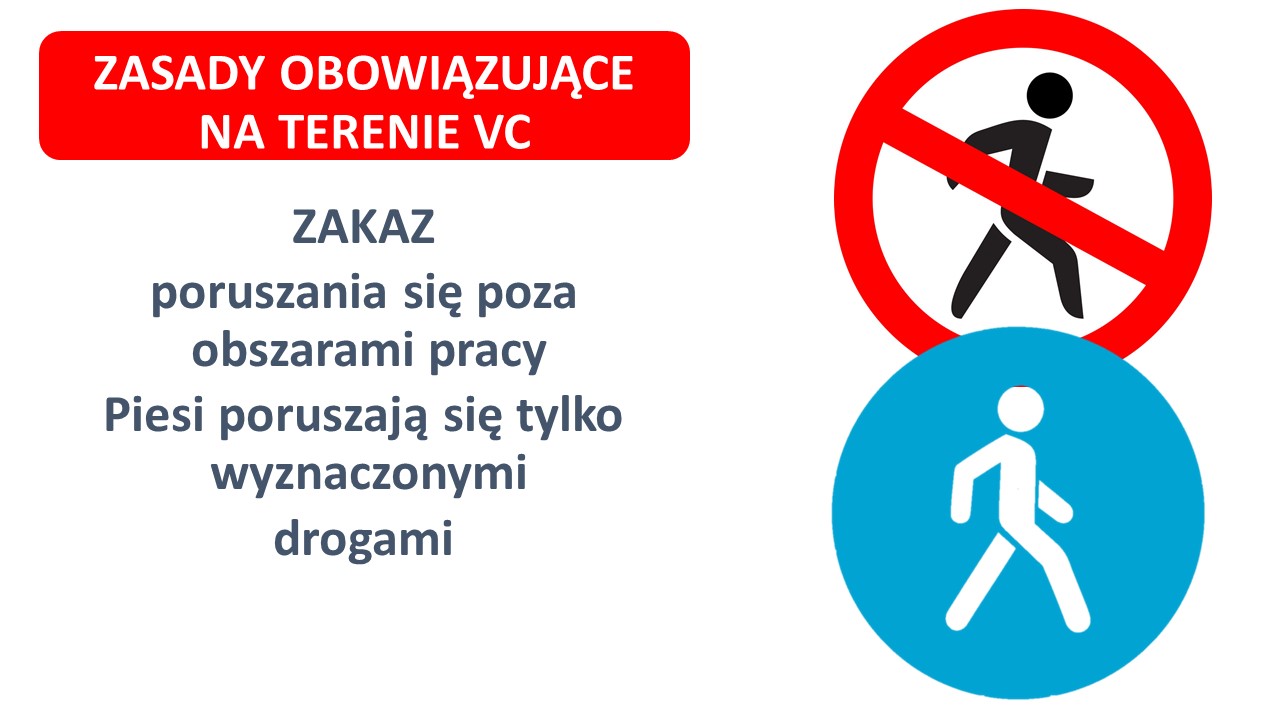 ZASADY OBOWIĄZUJĄCE
NA TERENIE VC
ZAKAZ
poruszania się poza
obszarami pracy
Piesi poruszają się tylko
wyznaczonymi
drogami